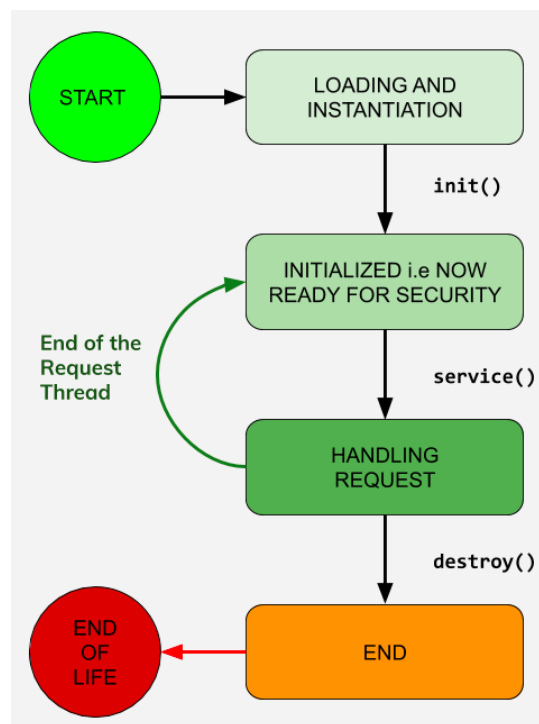 START
LOADING AND
INSTANTIATION
init()
INITIALIZED i.e NOW
READY FOR SECURITY
End of the
Request
Thread
service()
HANDLING
REQUEST
destroy()
END
OF
LIFE
END